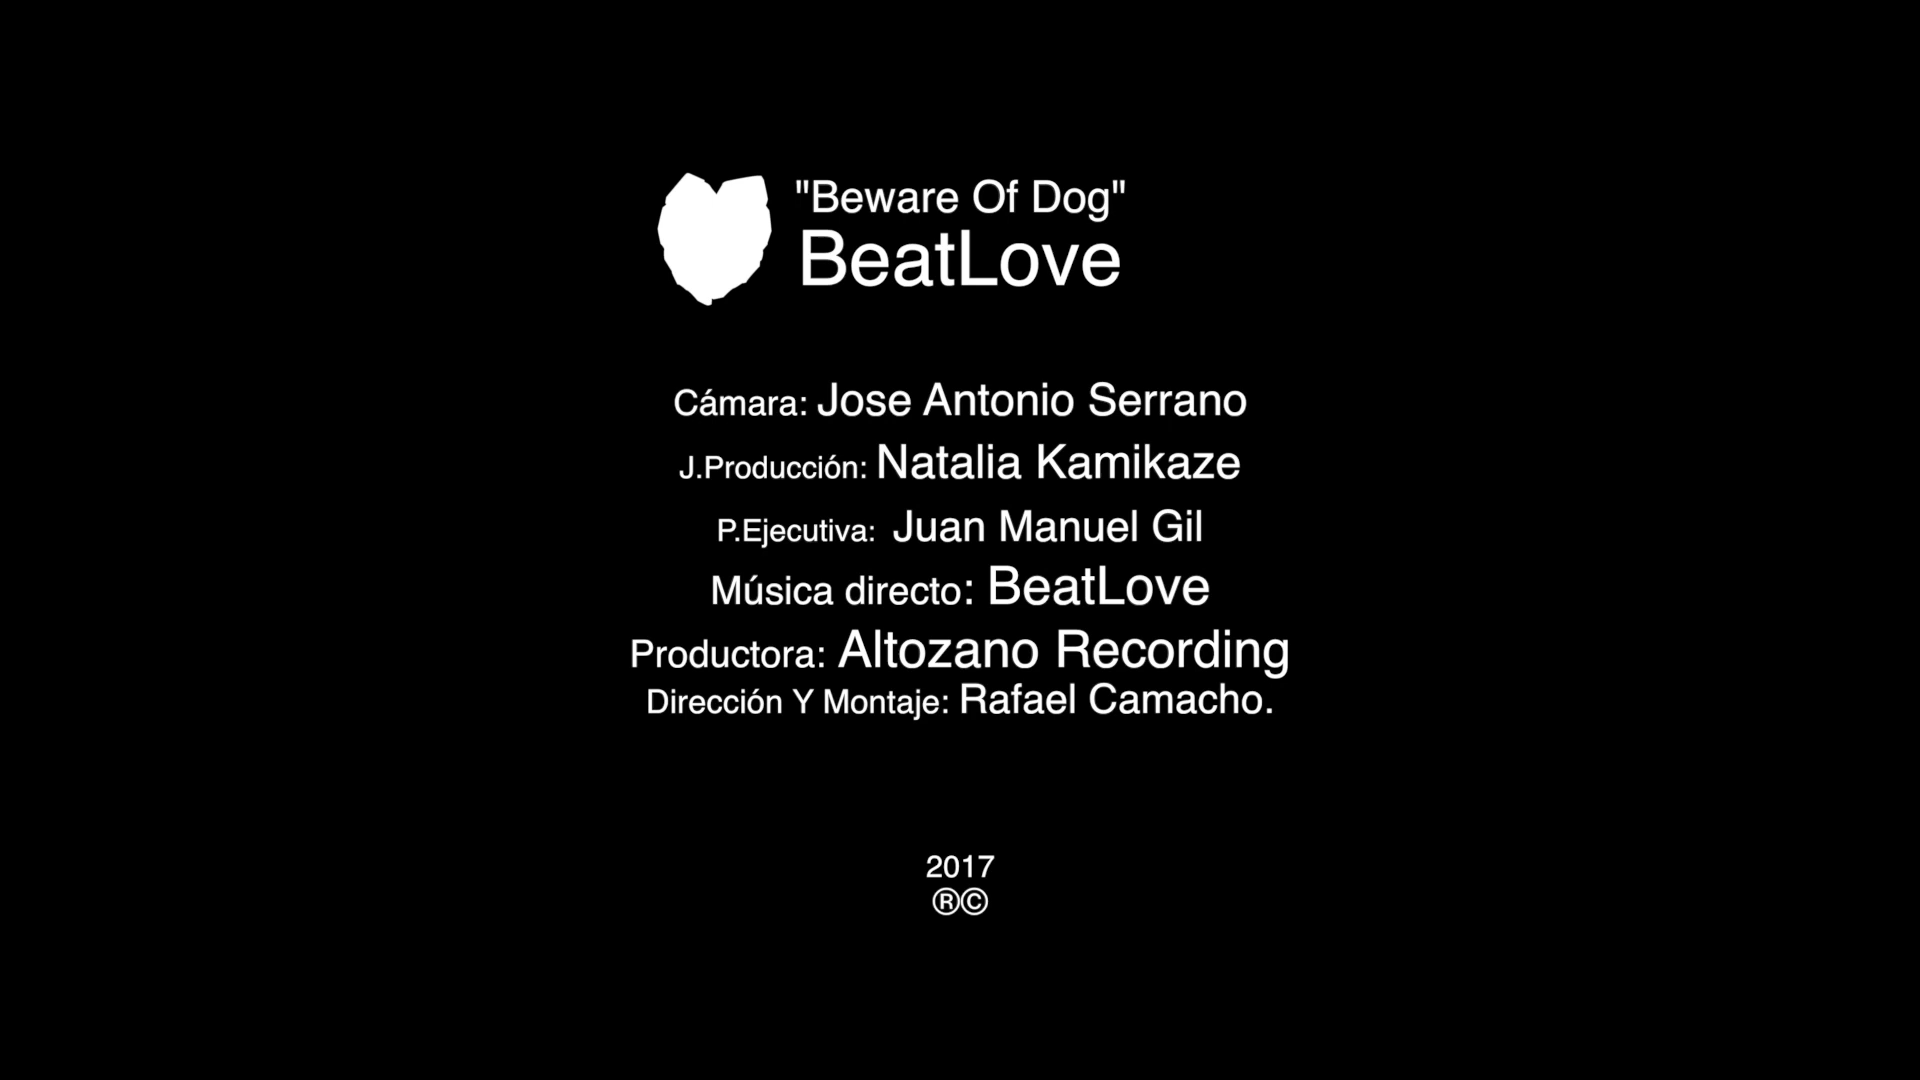 "Beware Of Dog"
BeatLove
Cámara: Jose Antonio Serrano
J.Producción: Natalia Kamikaze
P.Ejecutiva: Juan Manuel Gil
Música directo: BeatLove
Productora: Altozano Recording
Dirección Y Montaje: Rafael Camacho.
2017
®©